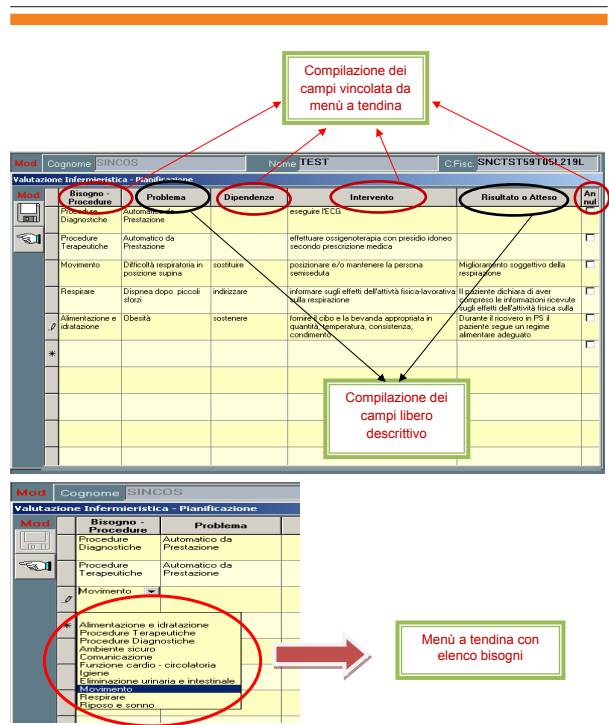 Compilazione dei
campi vincolata da
menù a tendina
Mod Cognome SINCOS Nome TEST C.Fisc. SNCTST59T05L219L
Valutazione Infermieristica - Pianificazione
Mod
Bisogno - Procedure Problema Dipendenze Intervento Risultato o Atteso An nul
Procedure Automatico da eseguire l'ECG
Diagnostiche Prestazione
Procedure Automatico da effettuare ossigenoterapia con presidio idoneo
Terapeutiche Prestazione secondo prescrizione medica
Movimento Difficoltà respiratoria in sostituire posizionare e/o mantenere la persona Miglioramento soggettivo della
posizione supina semiseduta respirazione
Respirare Dispnea dopo piccoli indirizzare informare sugli effetti dell'attvità fisica-lavorativa Il paziente dichiara di aver
sforzi sulla respirazione compreso le informazioni ricevute
sugli effetti dell'attività fisica sulla
Alimentazione e Obesità sostenere fornire il cibo e la bevanda appropriata in Durante il ricovero in PS il
idratazione quantità, temperatura, consistenza, paziente segue un regime
condimento alimentare adeguato
Compilazione dei
campi libero
descrittivo
Mod Cognome SINCOS
Valutazione Infermieristica - Pianificazione
Mod
Bisogno - Procedure Problema
Procedure Automatico da
Diagnostiche Prestazione
Procedure Automatico da
Terapeutiche Prestazione
Movimento
Alimentazione e idratazione
Procedure Terapeutiche
Procedure Diagnostiche
Ambiente sicuro
Comunicazione
Funzione cardio - circolatoria
Igiene
Eliminazione urinaria e intestinale
Movimento
Respirare
Riposo e sonno
Menù a tendina con
elenco bisogni